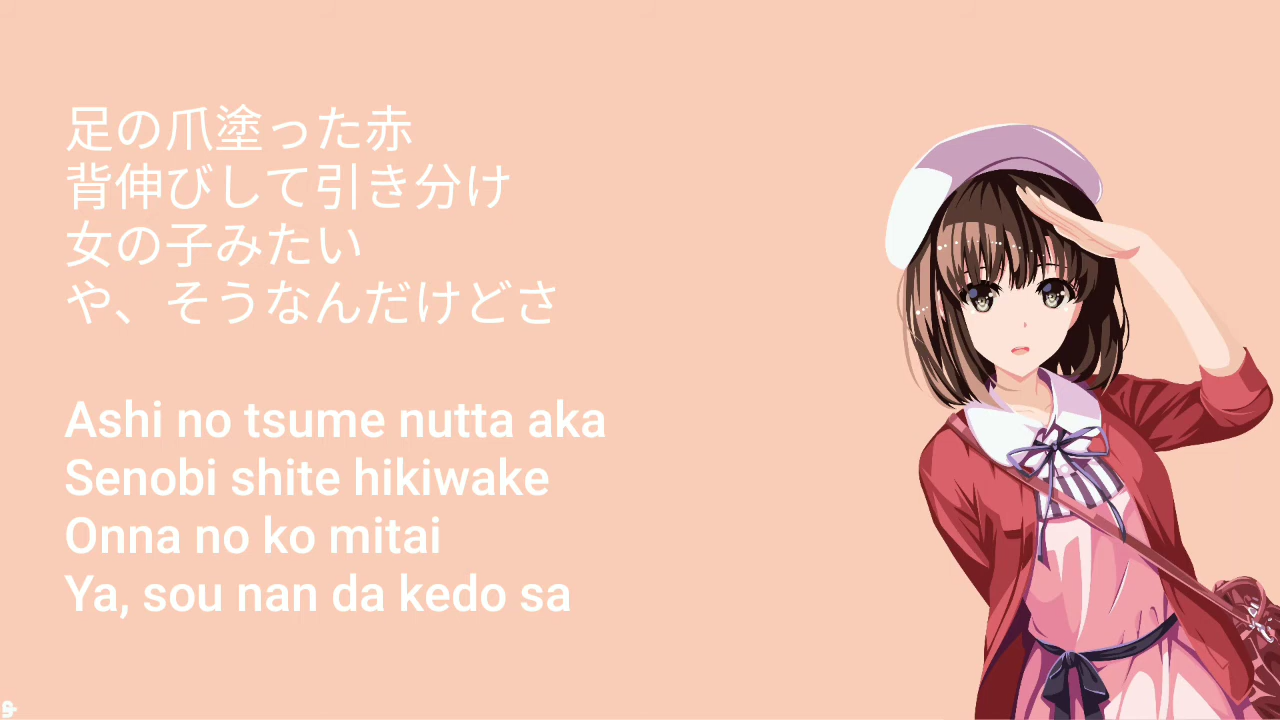 足の爪塗った赤
背伸びして引き分け
女の子みたい
や、そうなんだけどさ
Ashi no tsume nutta aka
Senobi shite hikiwake
Onna no ko mitai
Ya, sou nan da kedo sa